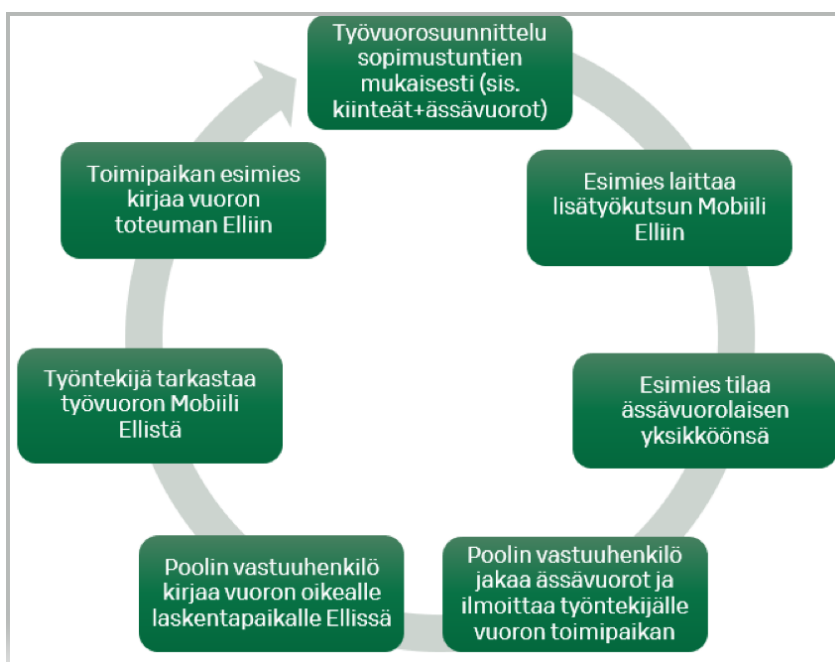 Työvuorosuunnittelu
sopimustuntien
mukaisesti (sis.
kiinteät+ässävuorot)
Esimies laittaa
lisätyökutsun Mobiili
Elliin
Esimies tilaa
ässävuorolaisen
yksikköönsä
Poolin vastuuhenkilö
jakaa ässävuorot ja
ilmoittaa työntekijälle
vuoron toimipaikan
Poolin vastuuhenkilö
kirjaa vuoron oikealle
laskentapaikalle Ellissä
Työntekijä tarkastaa
työvuoron Mobiili
Ellistä
Toimipaikan esimies
kirjaa vuoron
toteuman Elliin